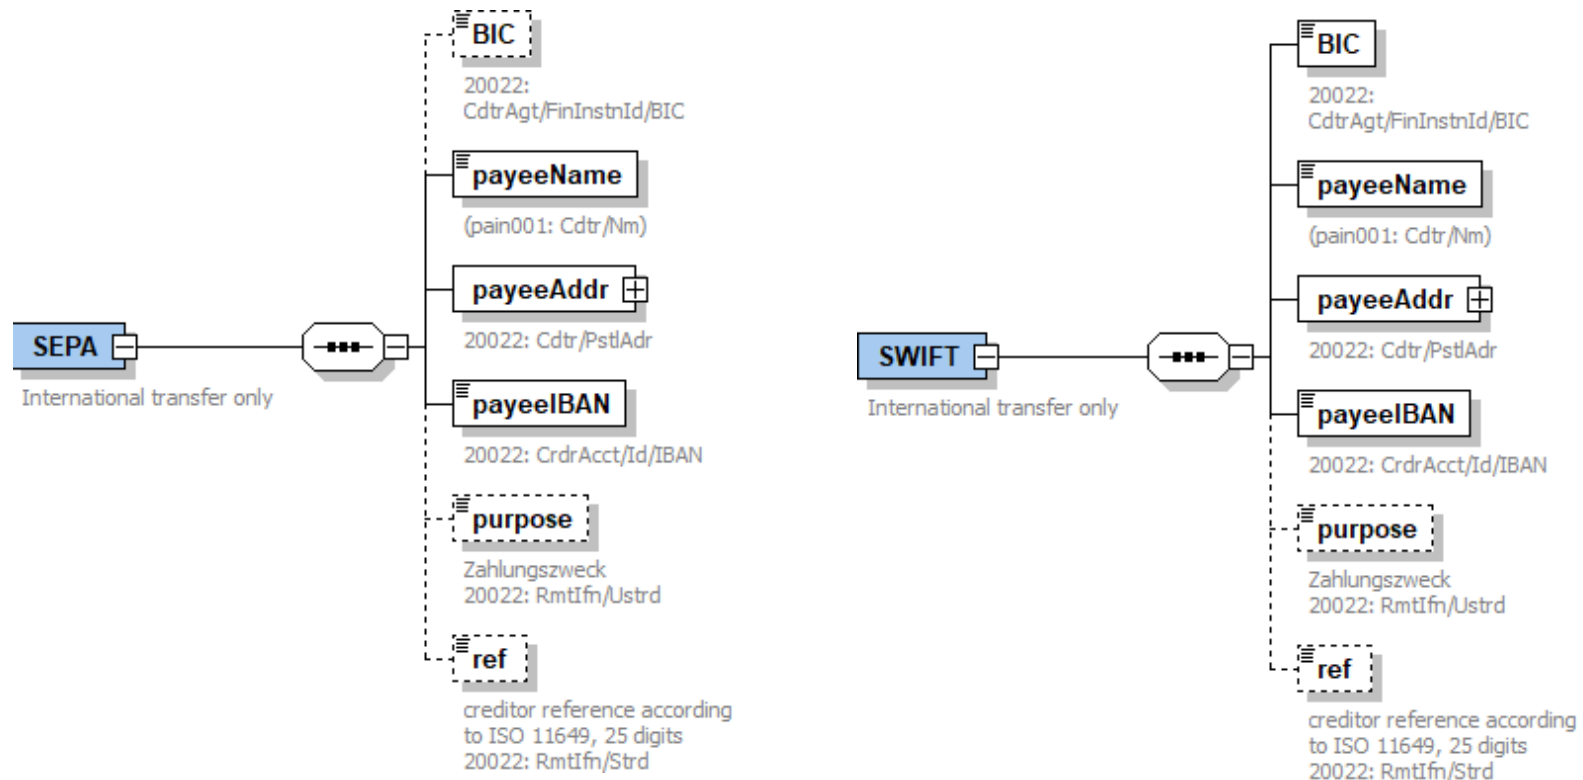 BIC
20022:
CdtrAgt/FinInstnId/BIC
payeeName
(pain001: Cdtr/Nm)
payeeAddr
20022: Cdtr/PstlAdr
SEPA
International transfer only
payeeIBAN
20022: CrdrAcct/Id/IBAN
purpose
Zahlungszweck
20022: RmtIfn/Ustrd
ref
creditor reference according
to ISO 11649, 25 digits
20022: RmtIfn/Strd
BIC
20022:
CdtrAgt/FinInstnId/BIC
payeeName
(pain001: Cdtr/Nm)
payeeAddr
20022: Cdtr/PstlAdr
SWIFT
International transfer only
payeeIBAN
20022: CrdrAcct/Id/IBAN
purpose
Zahlungszweck
20022: RmtIfn/Ustrd
ref
creditor reference according
to ISO 11649, 25 digits
20022: RmtIfn/Strd